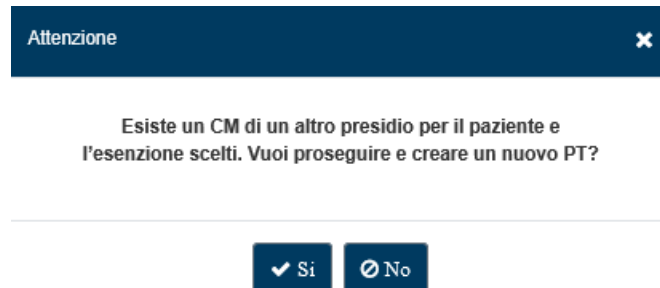 Attenzione
Esiste un CM di un altro presidio per il paziente e
l'esenzione scelti. Vuoi proseguire e creare un nuovo PT?
Si
No